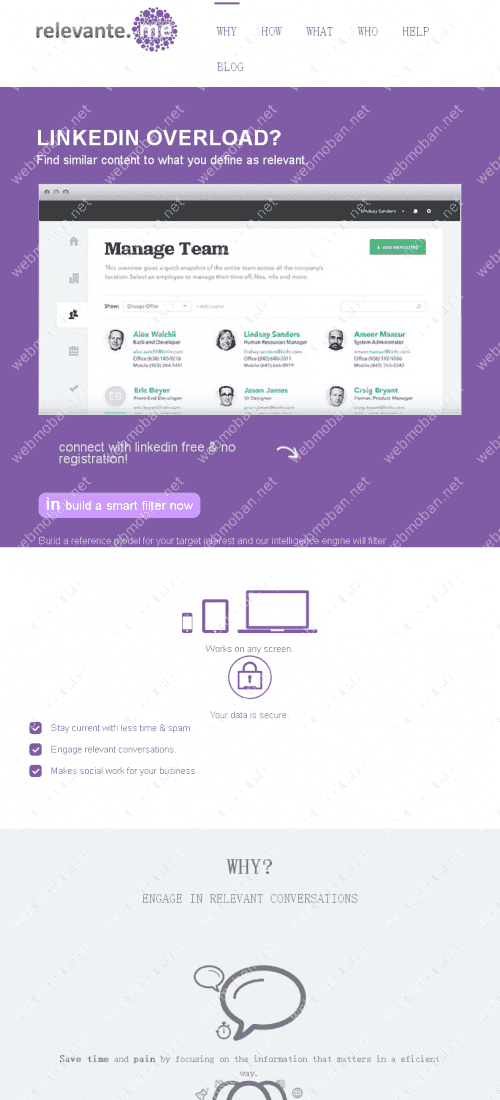 relevante.me
WHY HOW WHAT WHO HELP
BLOG
LINKEDIN OVERLOAD?
Find similar content to what you define as relevant.
Lindsay Sanders
Manage Team
ADD EMPLOYEE
This overview gives a quick snapshot of the entire team across all the company's
location. Select an employee to manage their time off, files, info and more.
Show: Chicago Office
Alex Walchli
Back-end Developer
Lindsay Sanders
Human Resources Manager
Ameer Mansur
System Administrator
EB
Eric Boyer
Front-End Developer
Jason James
UI Designer
Craig Bryant
Partner, Product Manager
connect with linkedin free & no
registration!
in build a smart filter now
Build a reference model for your target interest and our intelligence engine will filter
Works on any screen.
Your data is secure.
Stay current with less time & spam.
Engage relevant conversations.
Makes social work for your business.
WHY?
ENGAGE IN RELEVANT CONVERSATIONS
Save time and pain by focusing on the information that matters in a eficient
way.
webmoban.net